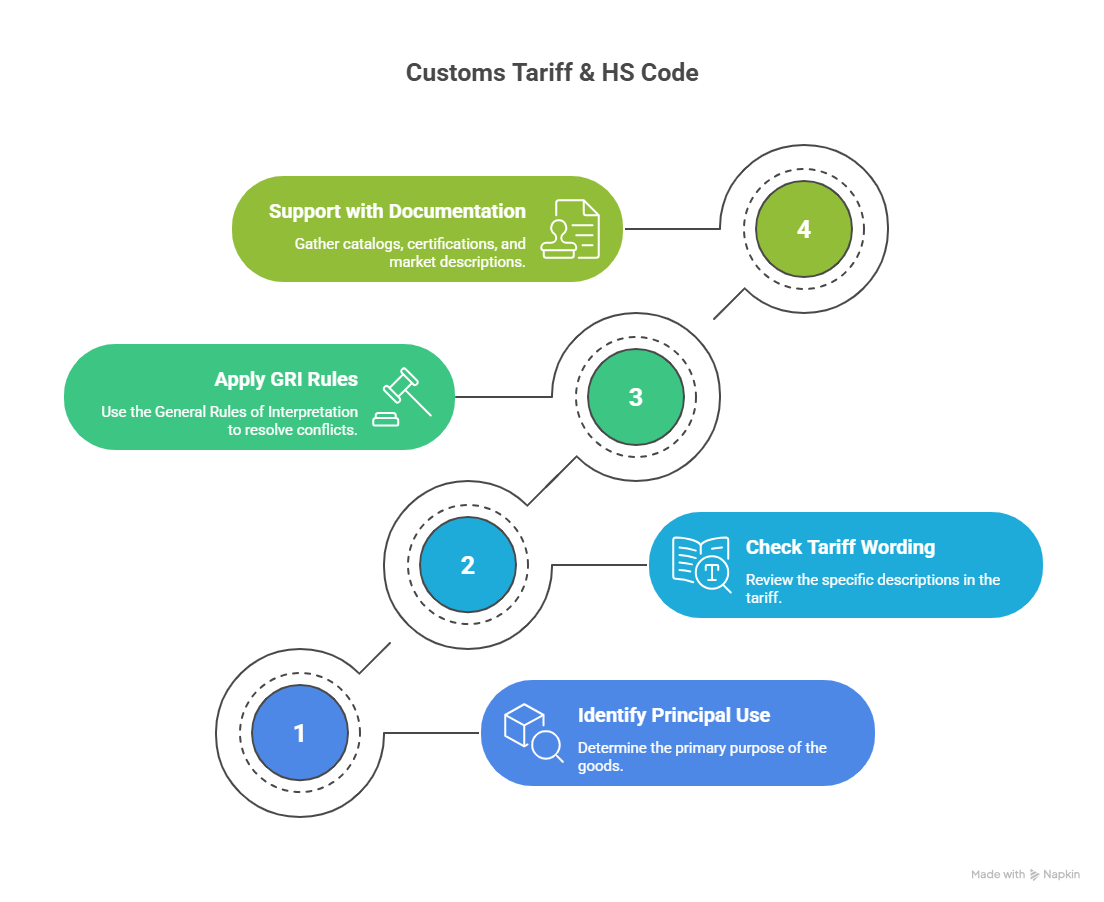 Customs Tariff & HS Code
Support with Documentation
Gather catalogs, certifications, and
market descriptions.
4
Apply GRI Rules
Use the General Rules of Interpretation
to resolve conflicts.
3
2
Check Tariff Wording
Review the specific descriptions in the
tariff.
T
1
Identify Principal Use
Determine the primary purpose of the
goods.
Made with Napkin